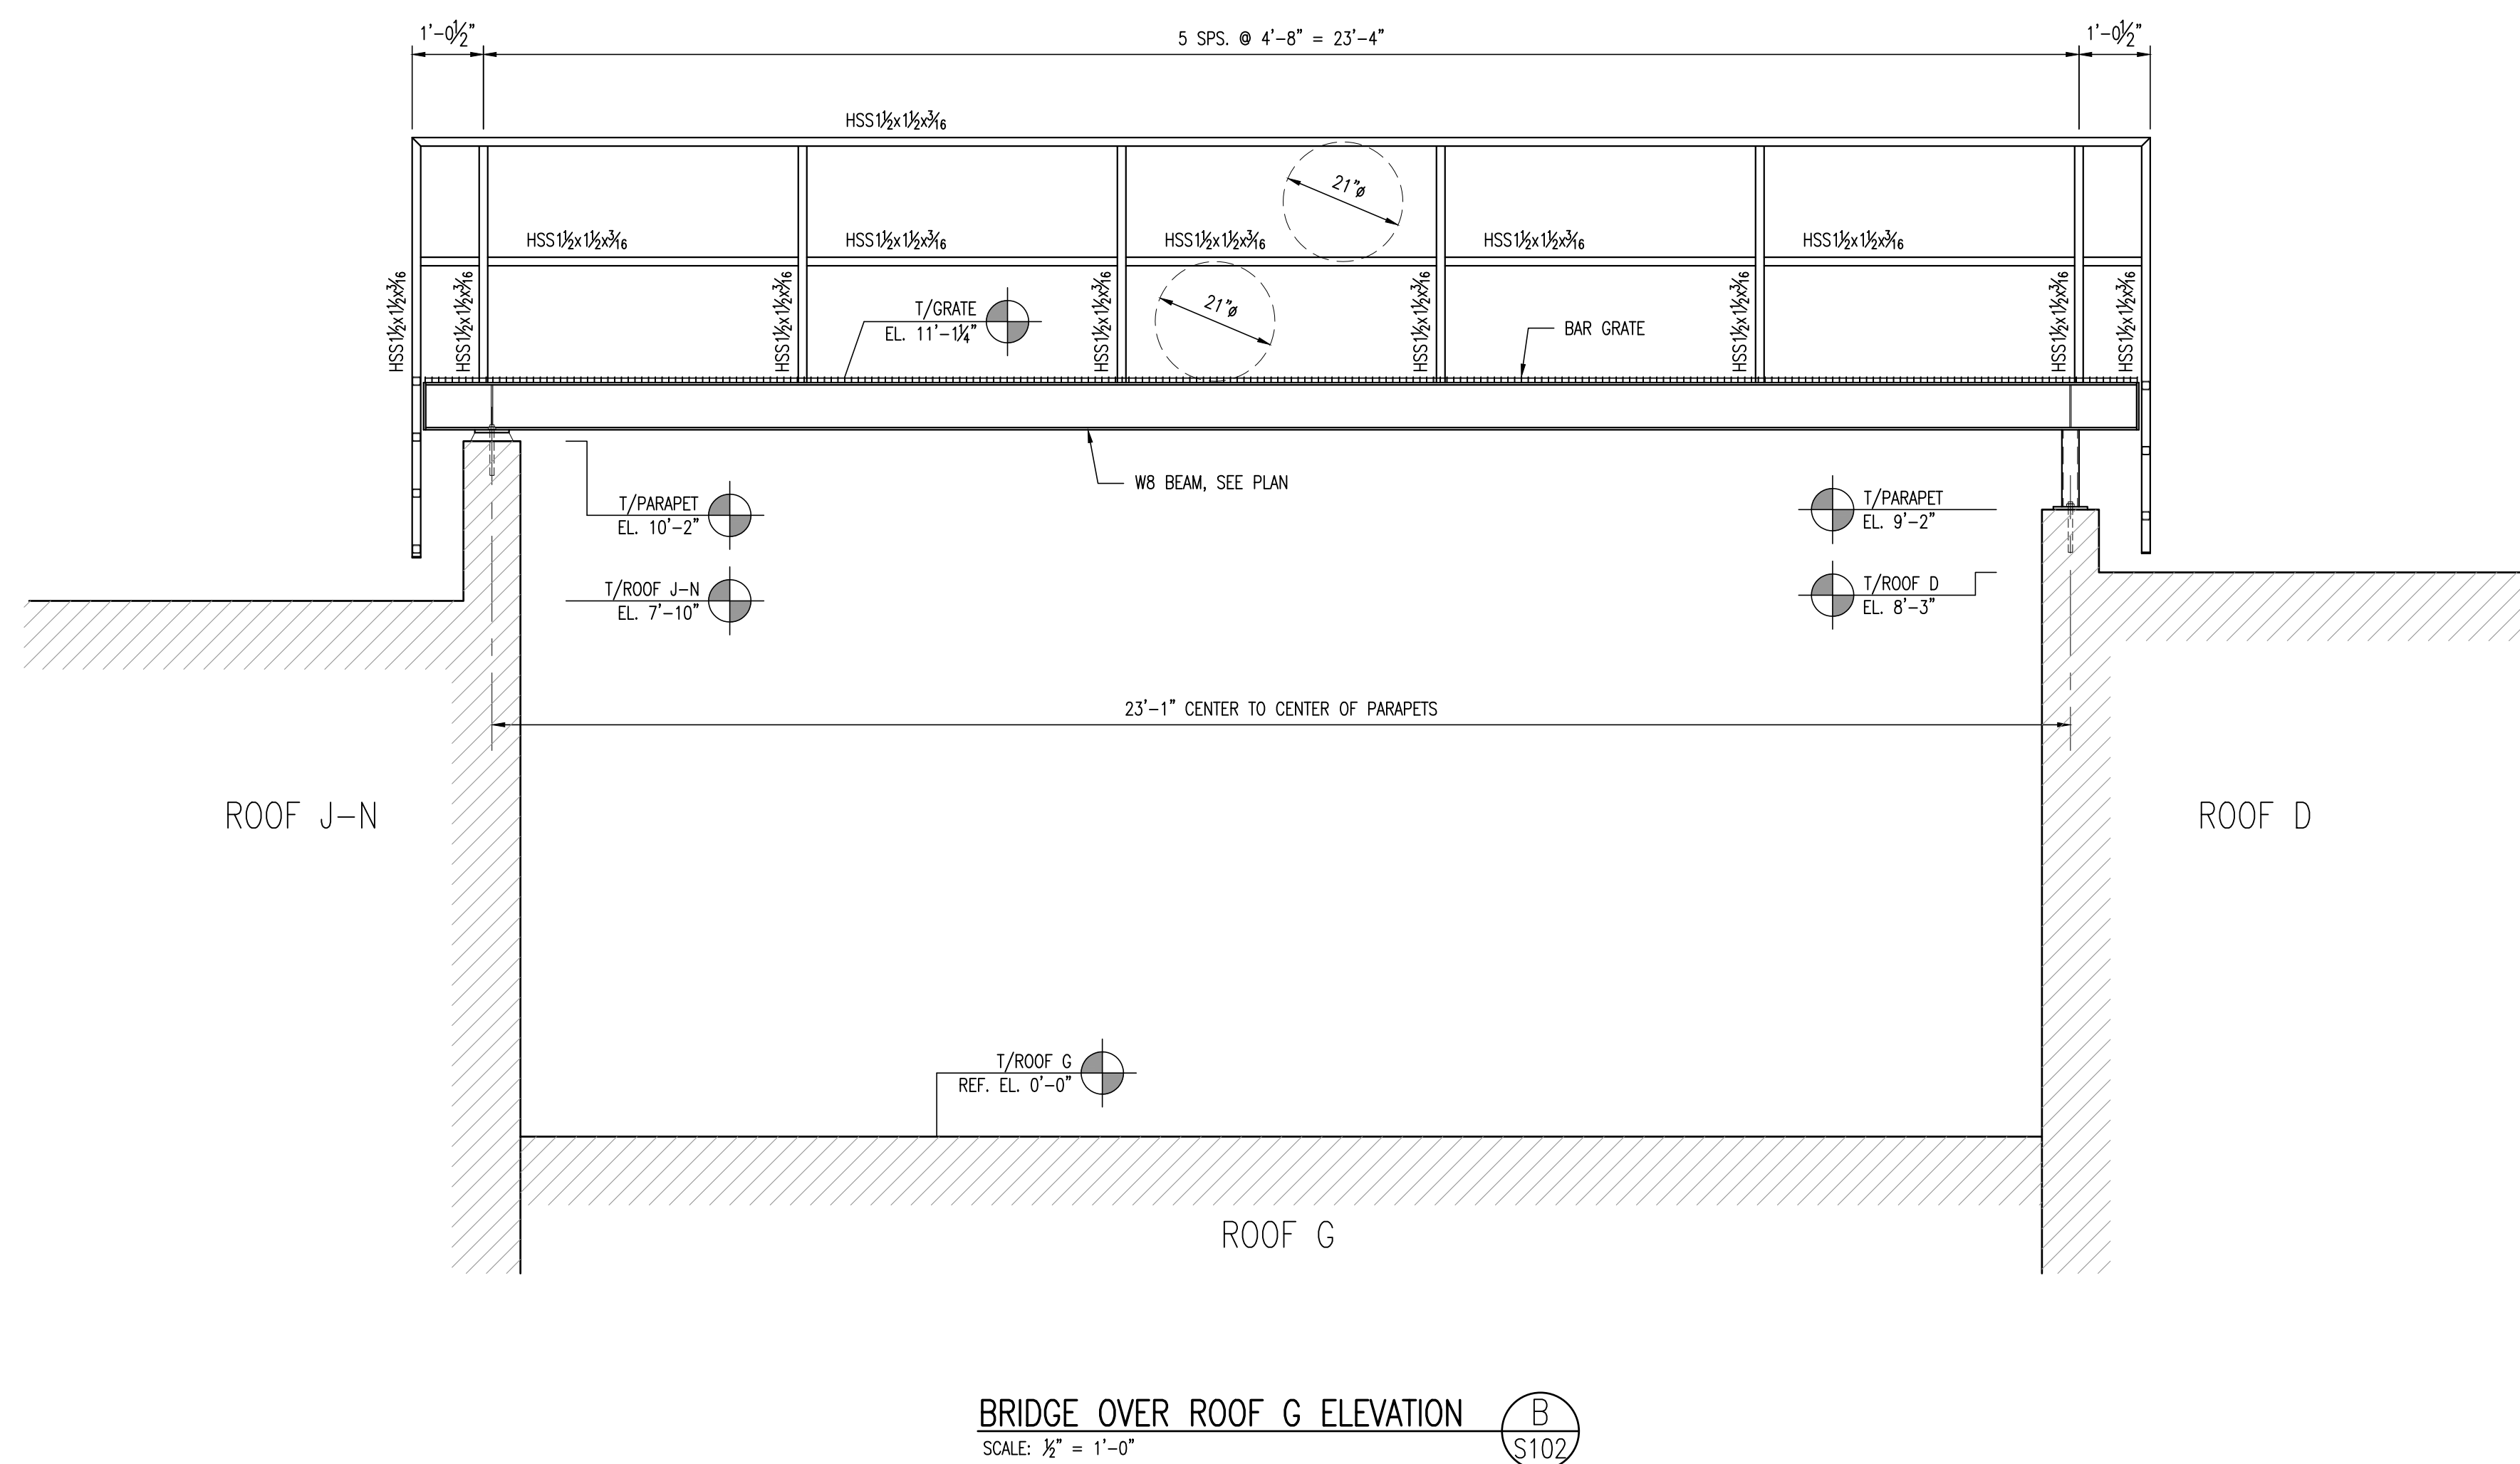 1'-0½"
5 SPS. @ 4'-8" = 23'-4"
1'-0½"
HSS1½x1½x3⁄16
21"ø
HSS1½x1½x3⁄16
HSS1½x1½x3⁄16
HSS1½x1½x3⁄16
HSS1½x1½x3⁄16
HSS1½x1½x3⁄16
HSS1½x1½x3⁄16
HSS1½x1½x3⁄16
HSS1½x1½x3⁄16
HSS1½x1½x3⁄16
HSS1½x1½x3⁄16
HSS1½x1½x3⁄16
HSS1½x1½x3⁄16
HSS1½x1½x3⁄16
T/GRATE
EL. 11'-1¼"
21"ø
BAR GRATE
W8 BEAM, SEE PLAN
T/PARAPET
EL. 10'-2"
T/PARAPET
EL. 9'-2"
T/ROOF J-N
EL. 7'-10"
T/ROOF D
EL. 8'-3"
23'-1" CENTER TO CENTER OF PARAPETS
ROOF J-N
ROOF D
T/ROOF G
REF. EL. 0'-0"
ROOF G
BRIDGE OVER ROOF G ELEVATION
B
SCALE: ½" = 1'-0"
S102